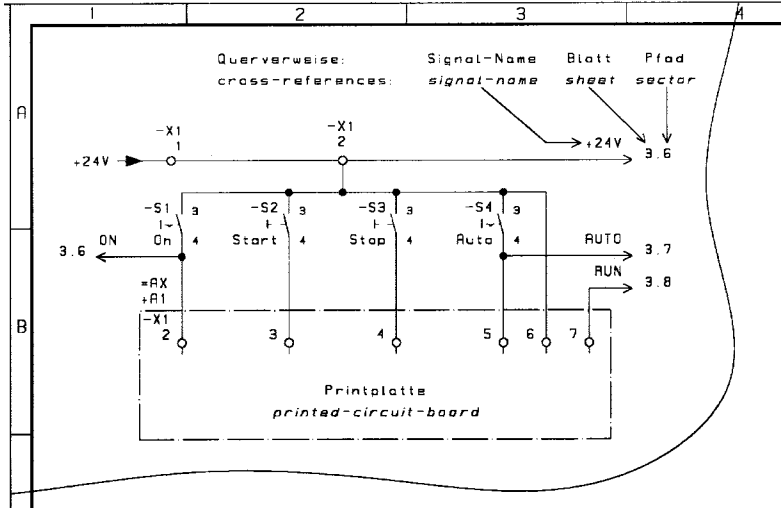 1 2 3 4
Querverweise: Signal-Name Blatt Pfad
cross-references: signal-name sheet sector
A
-X1
1
-X1
2
+24V
+24V 3.6
-S1 3 -S2 3 -S3 3 -S4 3
On 4 Start 4 Stop 4 Auto 4
3.6 ON
AUTO 3.7
RUN 3.8
=AX
+A1
-X1
B
2 3 4 5 6 7
Printplatte
printed-circuit-board